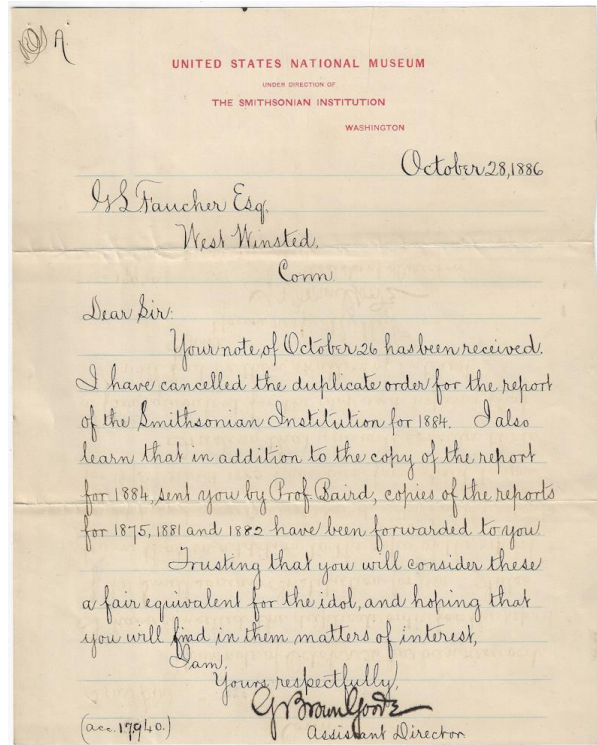 A.
UNITED STATES NATIONAL MUSEUM
UNDER DIRECTION OF
THE SMITHSONIAN INSTITUTION
WASHINGTON
October 28, 1886
G L Faucher Esq.
West Winsted.
Conn
Dear Sir:
Your note of October 26 has been received.
I have cancelled the duplicate order for the report
of the Smithsonian Institution for 1884. I also
learn that in addition to the copy of the report
for 1884, sent you by Prof. Baird, copies of the reports
for 1875, 1881 and 1882 have been forwarded to you
Trusting that you will consider these
a fair equivalent for the idol, and hoping that
you will find in them matters of interest,
I am,
Yours respectfully,
G Brown Goode
Assistant Director
(acc. 17940.)